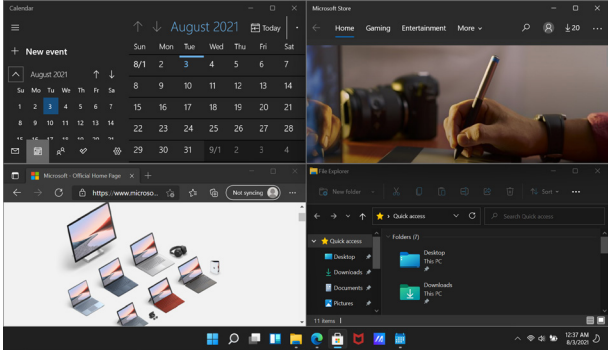 Calendar
August 2021
Today
New event
Sun Mon Tue Wed Thu Fri Sat
8/1 2 3 4 5 6 7
8 9 10 11 12 13 14
15 16 17 18 19 20 21
22 23 24 25 26 27 28
29 30 31 9/1 2 3 4
August 2021
Su Mo Tu We Th Fr Sa
1 2 3 4 5 6 7
8 9 10 11 12 13 14
Microsoft Store
Home Gaming Entertainment More
20
Microsoft - Official Home Page
https://www.microso...
Not syncing
File Explorer
New folder
Sort
Quick access
Search Quick access
Quick access
Desktop
Downloads
Documents
Pictures
Folders (7)
Desktop
This PC
Downloads
This PC
11 items
12:37 AM
8/3/2021